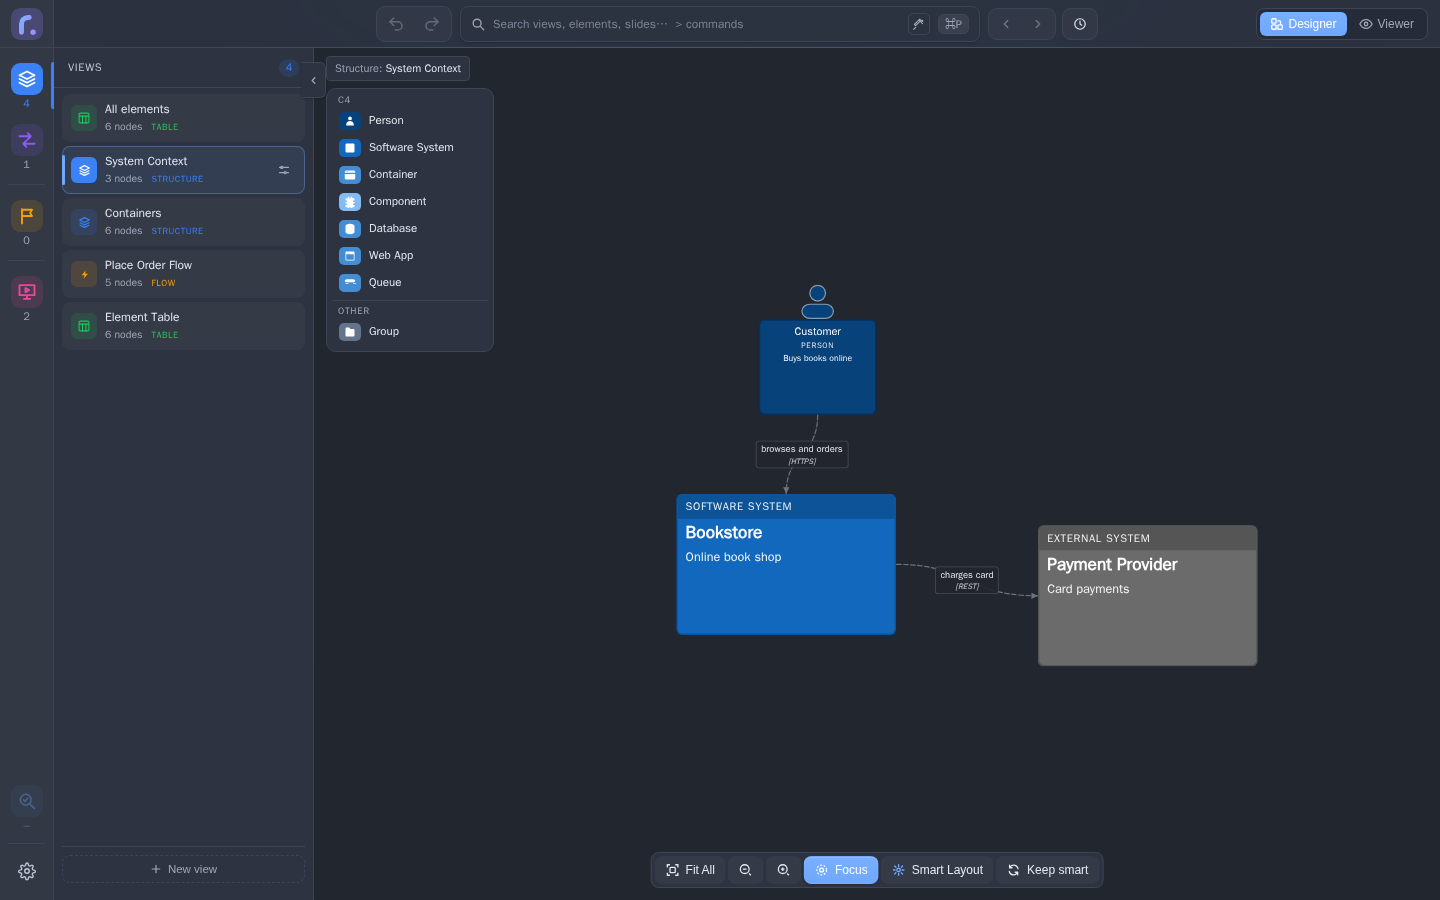 Search views, elements, slides··· > commands
⌘P
Designer
Viewer
4
1
0
2
VIEWS
4
All elements
6 nodes TABLE
System Context
3 nodes STRUCTURE
Containers
6 nodes STRUCTURE
Place Order Flow
5 nodes FLOW
Element Table
6 nodes TABLE
New view
Structure: System Context
C4
Person
Software System
Container
Component
Database
Web App
Queue
OTHER
Group
Customer
PERSON
Buys books online
browses and orders
[HTTPS]
SOFTWARE SYSTEM
Bookstore
Online book shop
charges card
[REST]
EXTERNAL SYSTEM
Payment Provider
Card payments
Fit All
Focus
Smart Layout
Keep smart